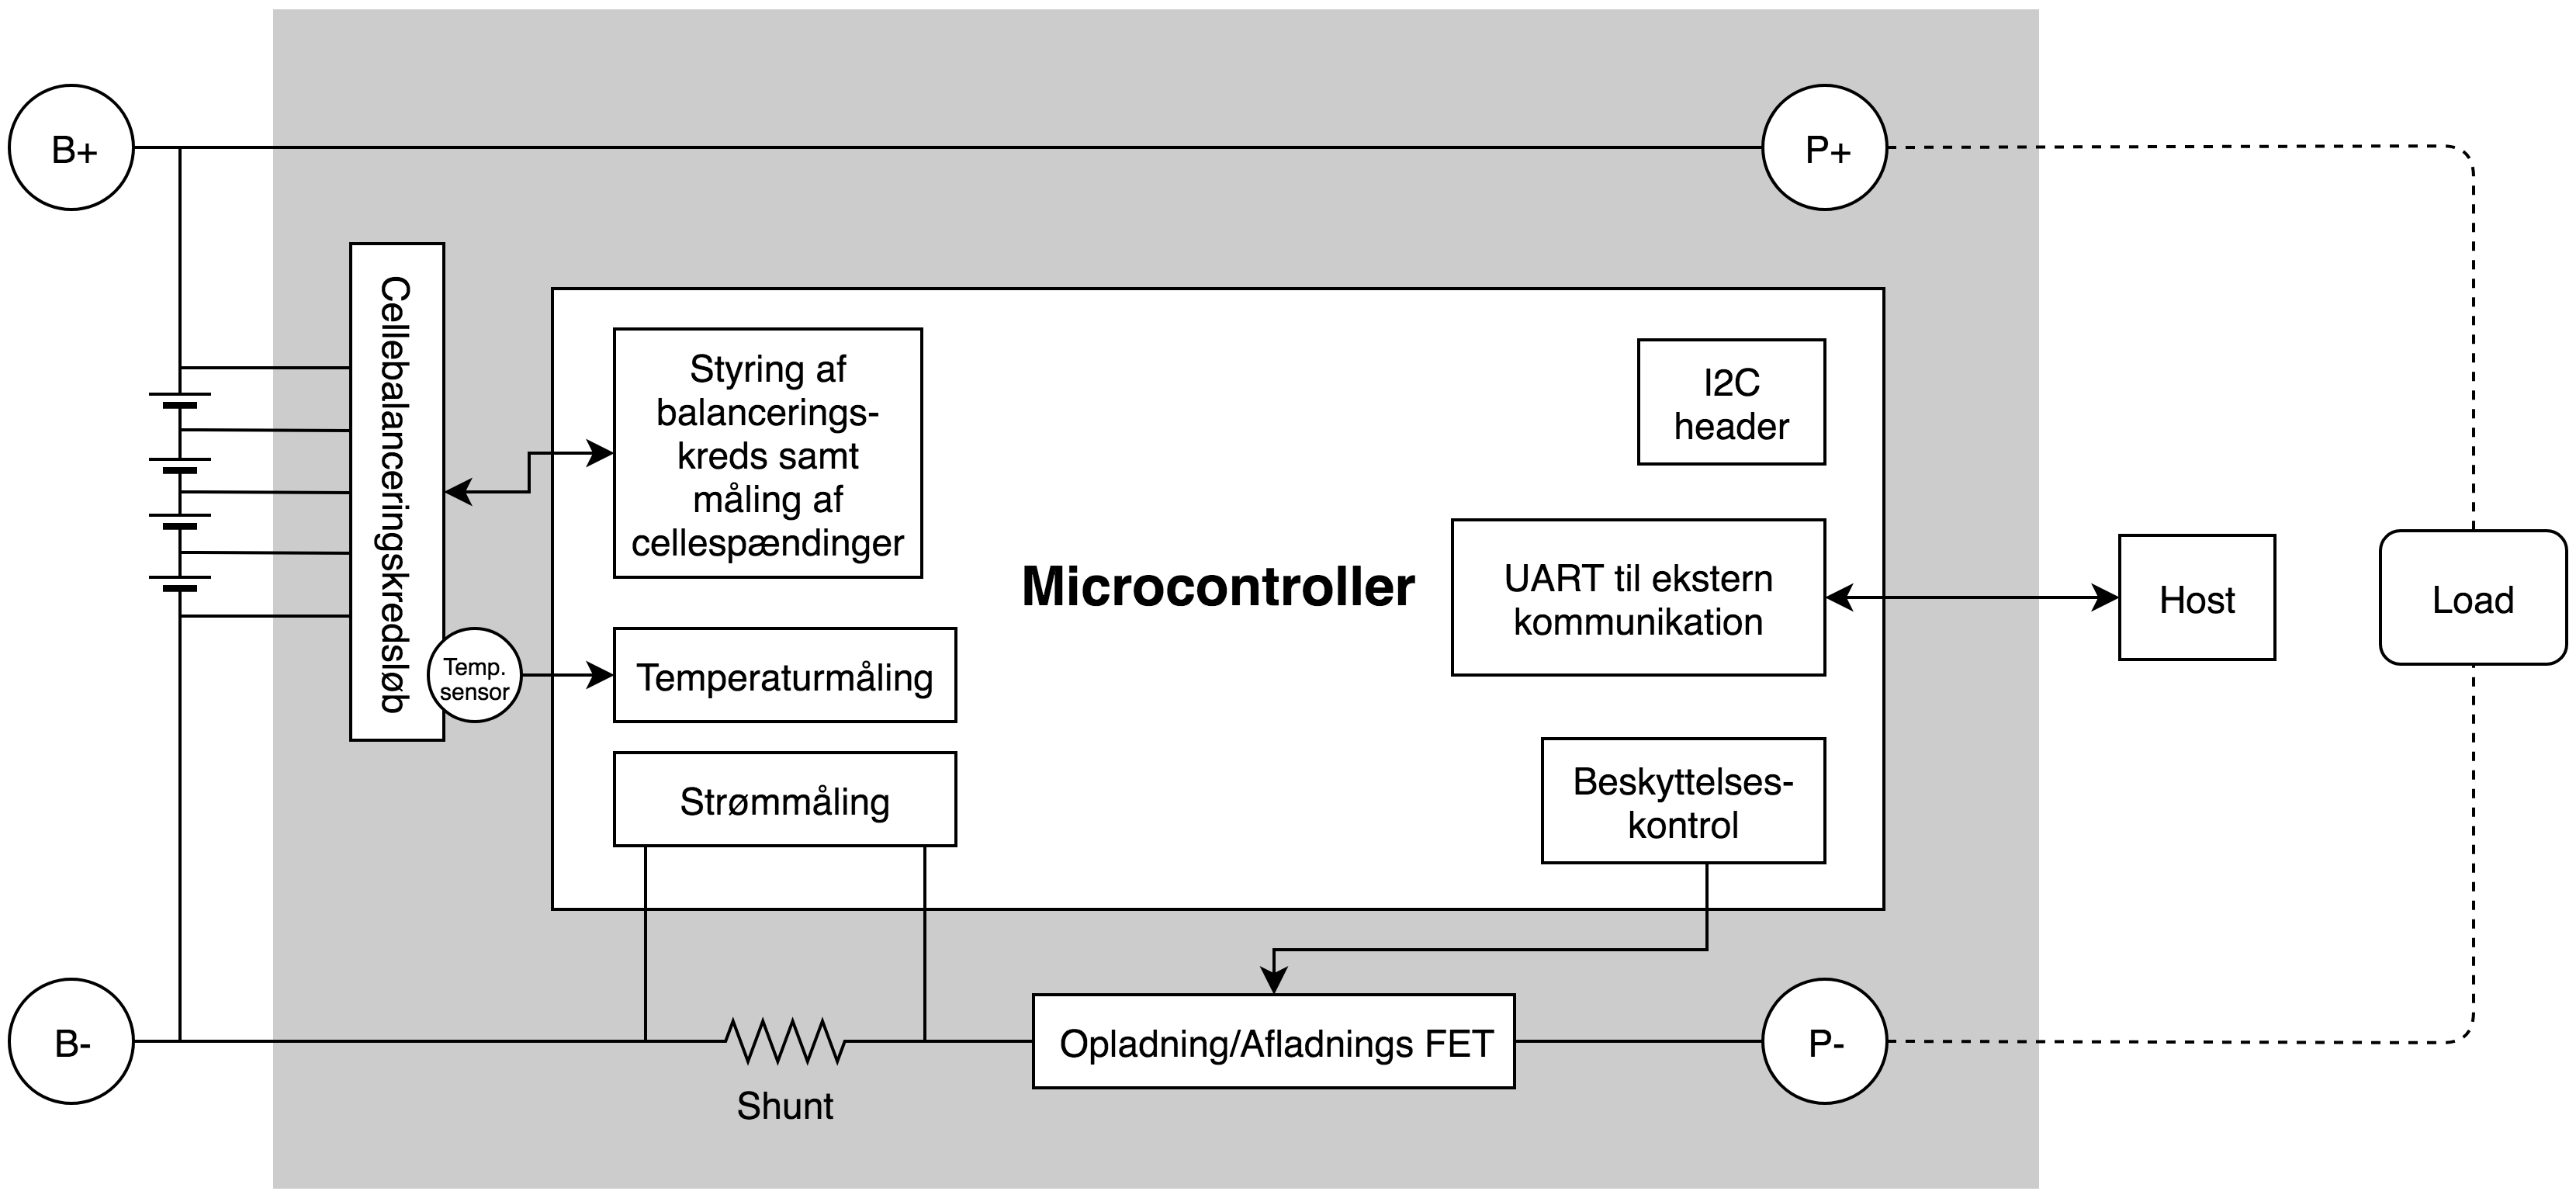 B+
P+
Cellebalanceringskredsløb
Styring af
balancerings-
kreds samt
måling af
cellespændinger
I2C
header
Microcontroller
UART til ekstern
kommunikation
Host
Load
Temp.
sensor
Temperaturmåling
Strømmåling
Beskyttelses-
kontrol
B-
Shunt
Opladning/Afladnings FET
P-